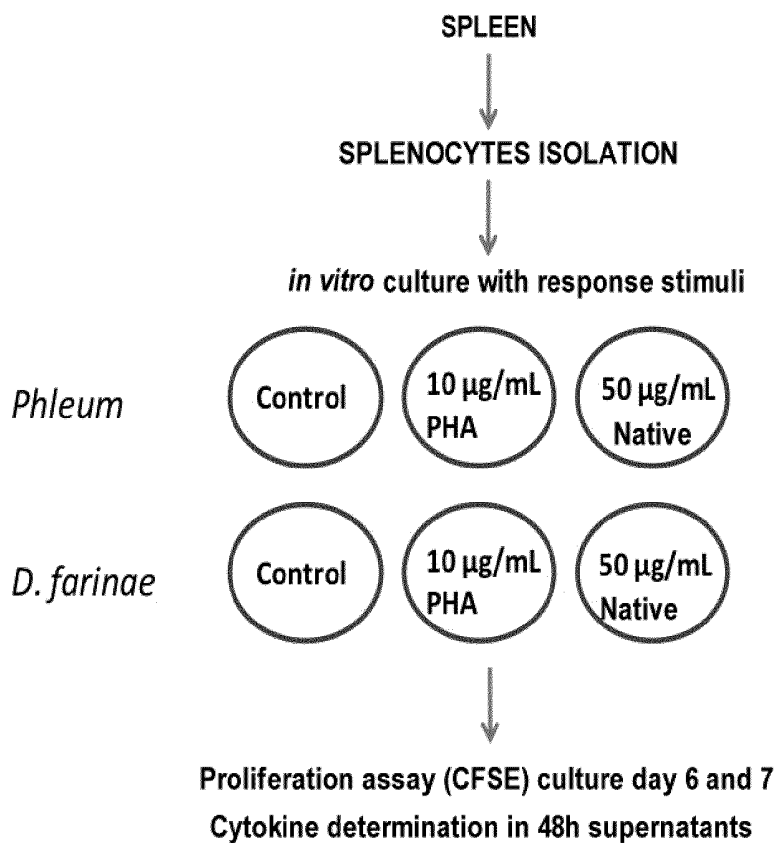 SPLEEN
SPLENOCYTES ISOLATION
in vitro culture with response stimuli
Phleum
Control
10 µg/mL
PHA
50 µg/mL
Native
D. farinae
Control
10 µg/mL
PHA
50 µg/mL
Native
Proliferation assay (CFSE) culture day 6 and 7
Cytokine determination in 48h supernatants